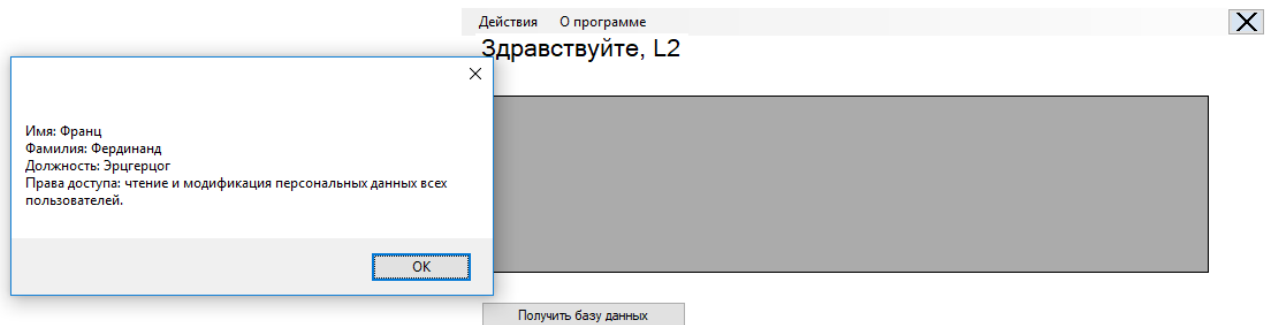 Действия О программе
Здравствуйте, L2
Имя: Франц
Фамилия: Фердинанд
Должность: Эрцгерцог
Права доступа: чтение и модификация персональных данных всех
пользователей.
OK
Получить базу данных